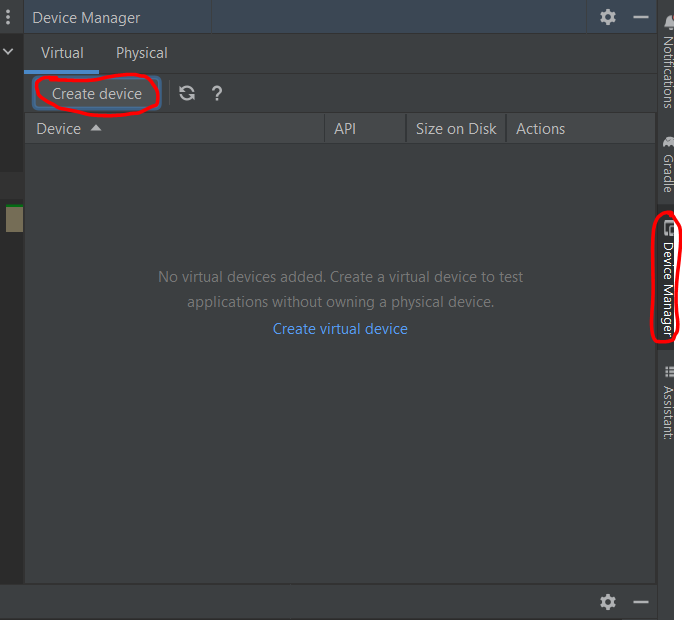 Device Manager
Virtual
Physical
Create device
?
Device
API
Size on Disk
Actions
No virtual devices added. Create a virtual device to test
applications without owning a physical device.
Create virtual device
Notifications
Gradle
Device Manager
Assistant: